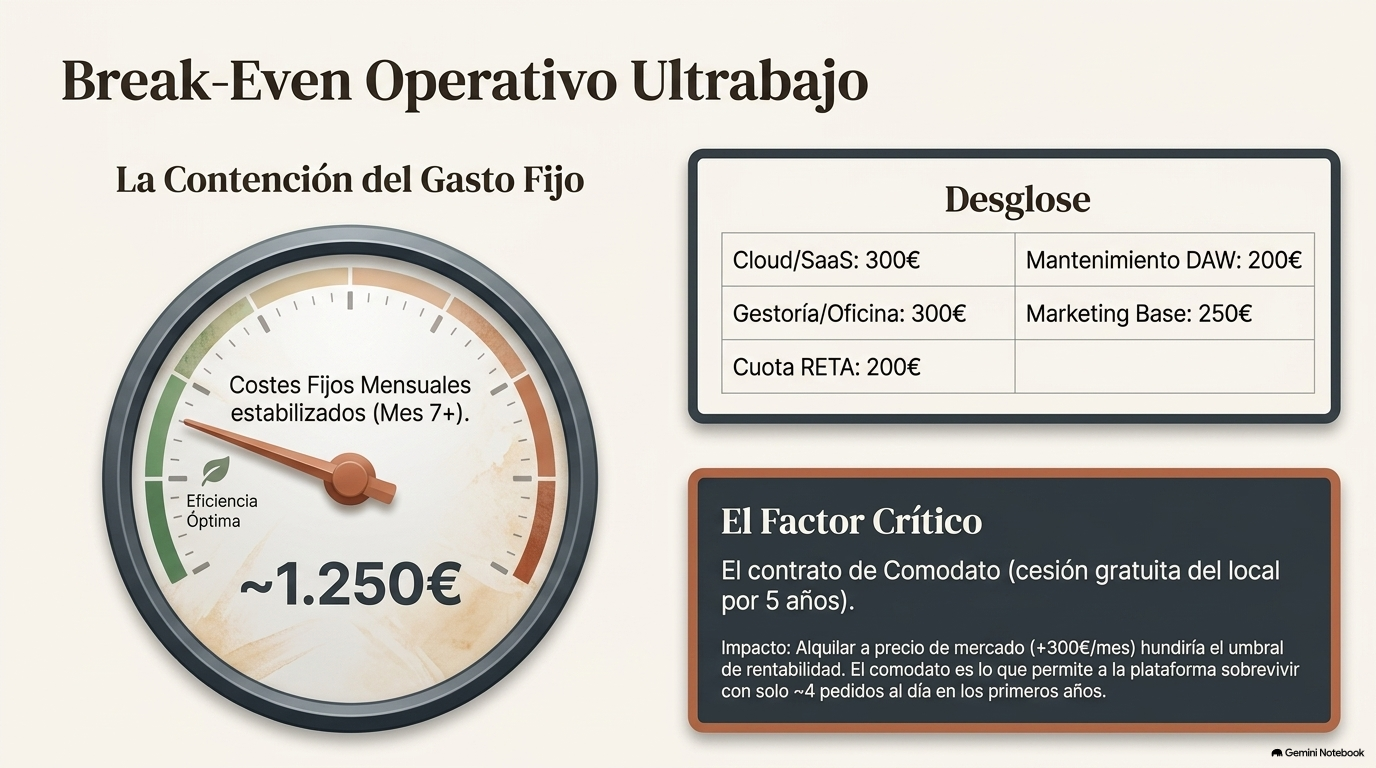 Break-Even Operativo Ultrabajo
La Contención del Gasto Fijo
Costes Fijos Mensuales
estabilizados (Mes 7+).
Eficiencia
Óptima
~1.250€
Desglose
Cloud/SaaS: 300€
Mantenimiento DAW: 200€
Gestoría/Oficina: 300€
Marketing Base: 250€
Cuota RETA: 200€
El Factor Crítico
El contrato de Comodato (cesión gratuita del local
por 5 años).
Impacto: Alquilar a precio de mercado (+300€/mes) hundiría el umbral
de rentabilidad. El comodato es lo que permite a la plataforma sobrevivir
con solo ~4 pedidos al día en los primeros años.
Gemini Notebook